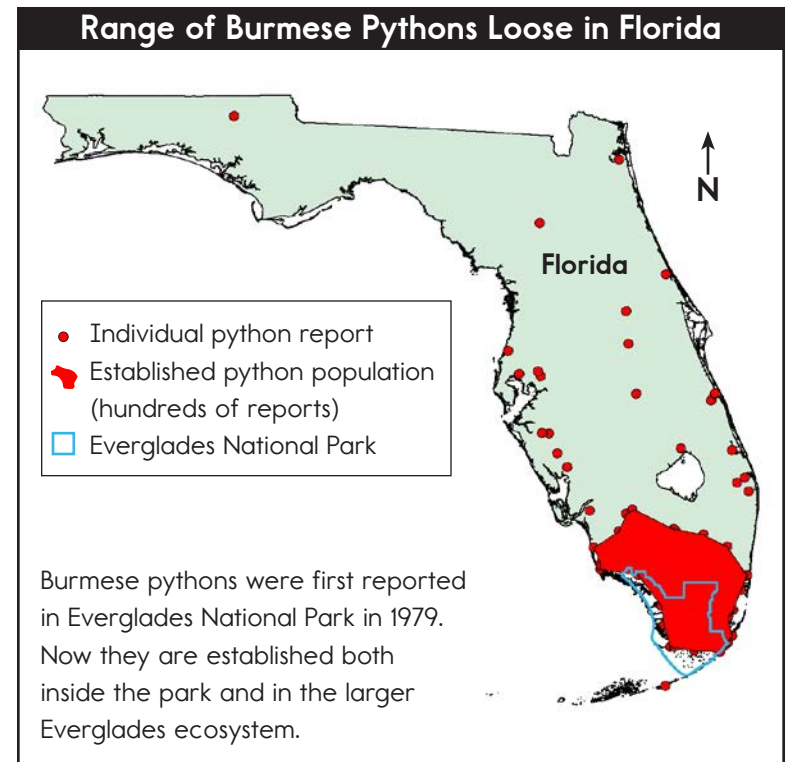 Range of Burmese Pythons Loose in Florida
N
Florida
Individual python report
Established python population
(hundreds of reports)
Everglades National Park
Burmese pythons were first reported
in Everglades National Park in 1979.
Now they are established both
inside the park and in the larger
Everglades ecosystem.